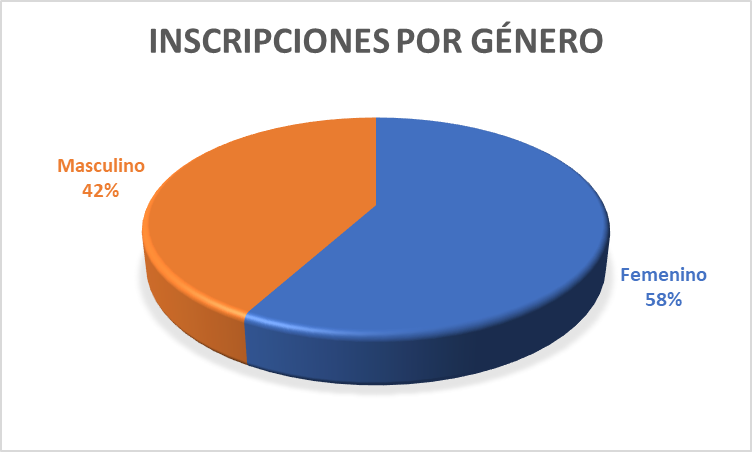 INSCRIPCIONES POR GÉNERO
Masculino
42%
Femenino
58%